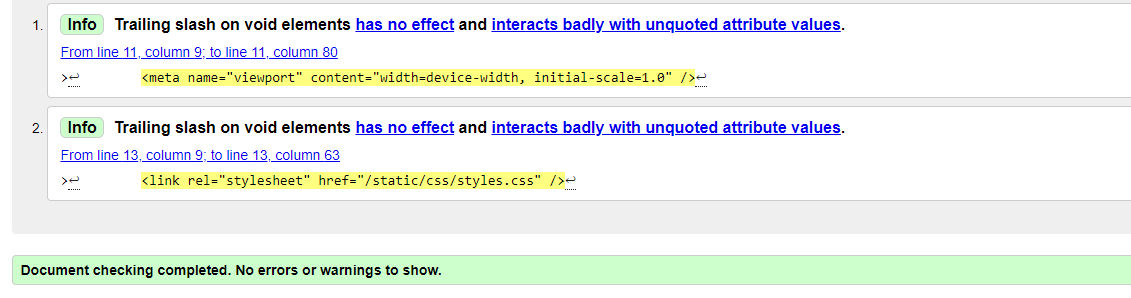 1. Info Trailing slash on void elements has no effect and interacts badly with unquoted attribute values.
From line 11, column 9; to line 11, column 80
>↩ <meta name="viewport" content="width=device-width, initial-scale=1.0" />↩
2. Info Trailing slash on void elements has no effect and interacts badly with unquoted attribute values.
From line 13, column 9; to line 13, column 63
>↩ <link rel="stylesheet" href="/static/css/styles.css" />↩
Document checking completed. No errors or warnings to show.